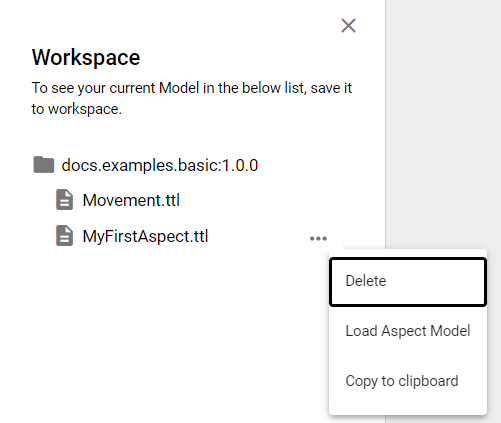 Workspace
To see your current Model in the below list, save it
to workspace.
docs.examples.basic:1.0.0
Movement.ttl
MyFirstAspect.ttl
Delete
Load Aspect Model
Copy to clipboard